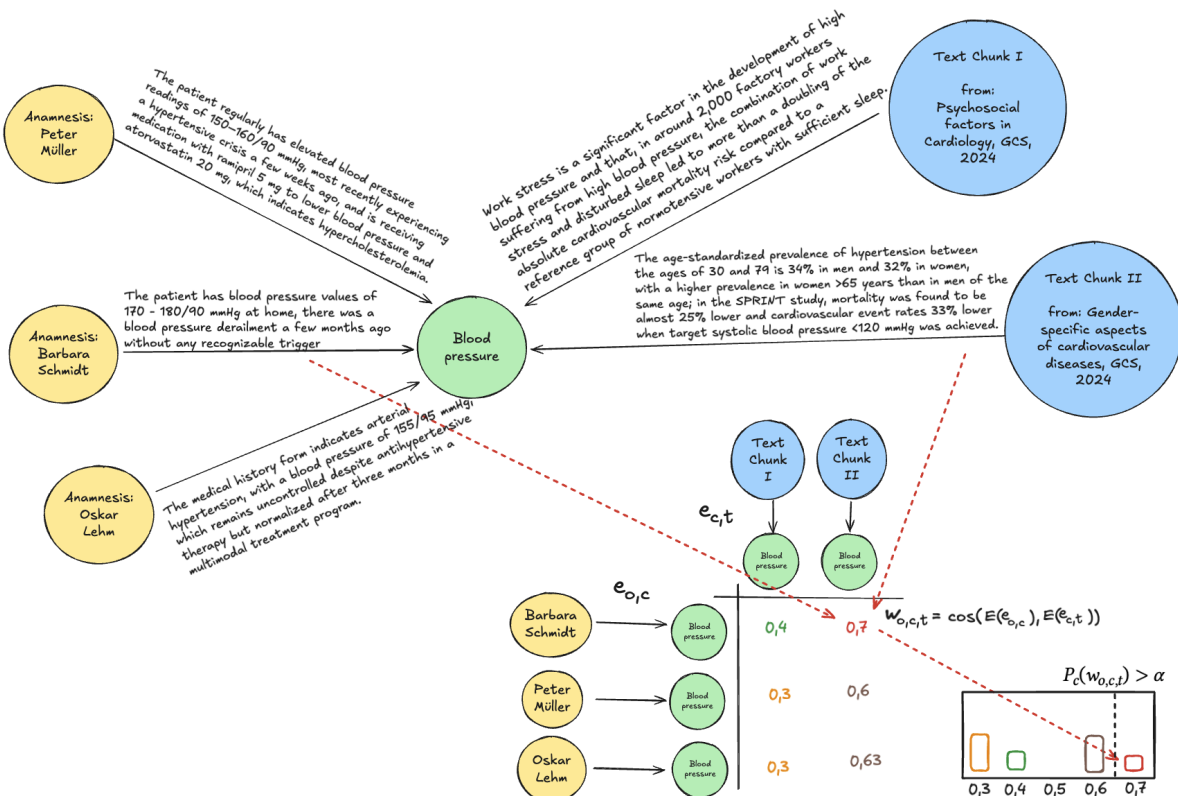 Anamnesis:
Peter
Müller
The patient regularly has elevated blood pressure
readings of 150–160/90 mmHg, most recently experiencing
a hypertensive crisis a few weeks ago, and is receiving
medication with ramipril 5 mg to lower blood pressure and
atorvastatin 20 mg, which indicates hypercholesterolemia.
Work stress is a significant factor in the development of high
blood pressure and that, in around 2,000 factory workers
suffering from high blood pressure, the combination of work
stress and disturbed sleep led to more than a doubling of the
absolute cardiovascular mortality risk compared to a
reference group of normotensive workers with sufficient sleep.
Text Chunk I
from:
Psychosocial
factors in
Cardiology, GCS,
2024
Anamnesis:
Barbara
Schmidt
The patient has blood pressure values of
170 - 180/90 mmHg at home, there was a
blood pressure derailment a few months ago
without any recognizable trigger
Blood
pressure
The age-standardized prevalence of hypertension between
the ages of 30 and 79 is 34% in men and 32% in women,
with a higher prevalence in women >65 years than in men of the
same age; in the SPRINT study, mortality was found to be
almost 25% lower and cardiovascular event rates 33% lower
when target systolic blood pressure <120 mmHg was achieved.
Text Chunk II
from: Gender-
specific aspects
of cardiovascular
diseases, GCS,
2024
Anamnesis:
Oskar
Lehm
The medical history form indicates arterial
hypertension, with a blood pressure of 155/95 mmHg,
which remains uncontrolled despite antihypertensive
therapy but normalized after three months in a
multimodal treatment program.
Text
Chunk
I
Text
Chunk
II
e_{c,t}
Blood
pressure
Blood
pressure
e_{o,c}
Barbara
Schmidt
Blood
pressure
0,4
0,7
w_{o,c,t} = cos(E(e_{o,c}), E(e_{c,t}))
Peter
Müller
Blood
pressure
0,3
0,6
P_c(w_{o,c,t}) > α
Oskar
Lehm
Blood
pressure
0,3
0,63
0,3 0,4 0,5 0,6 0,7